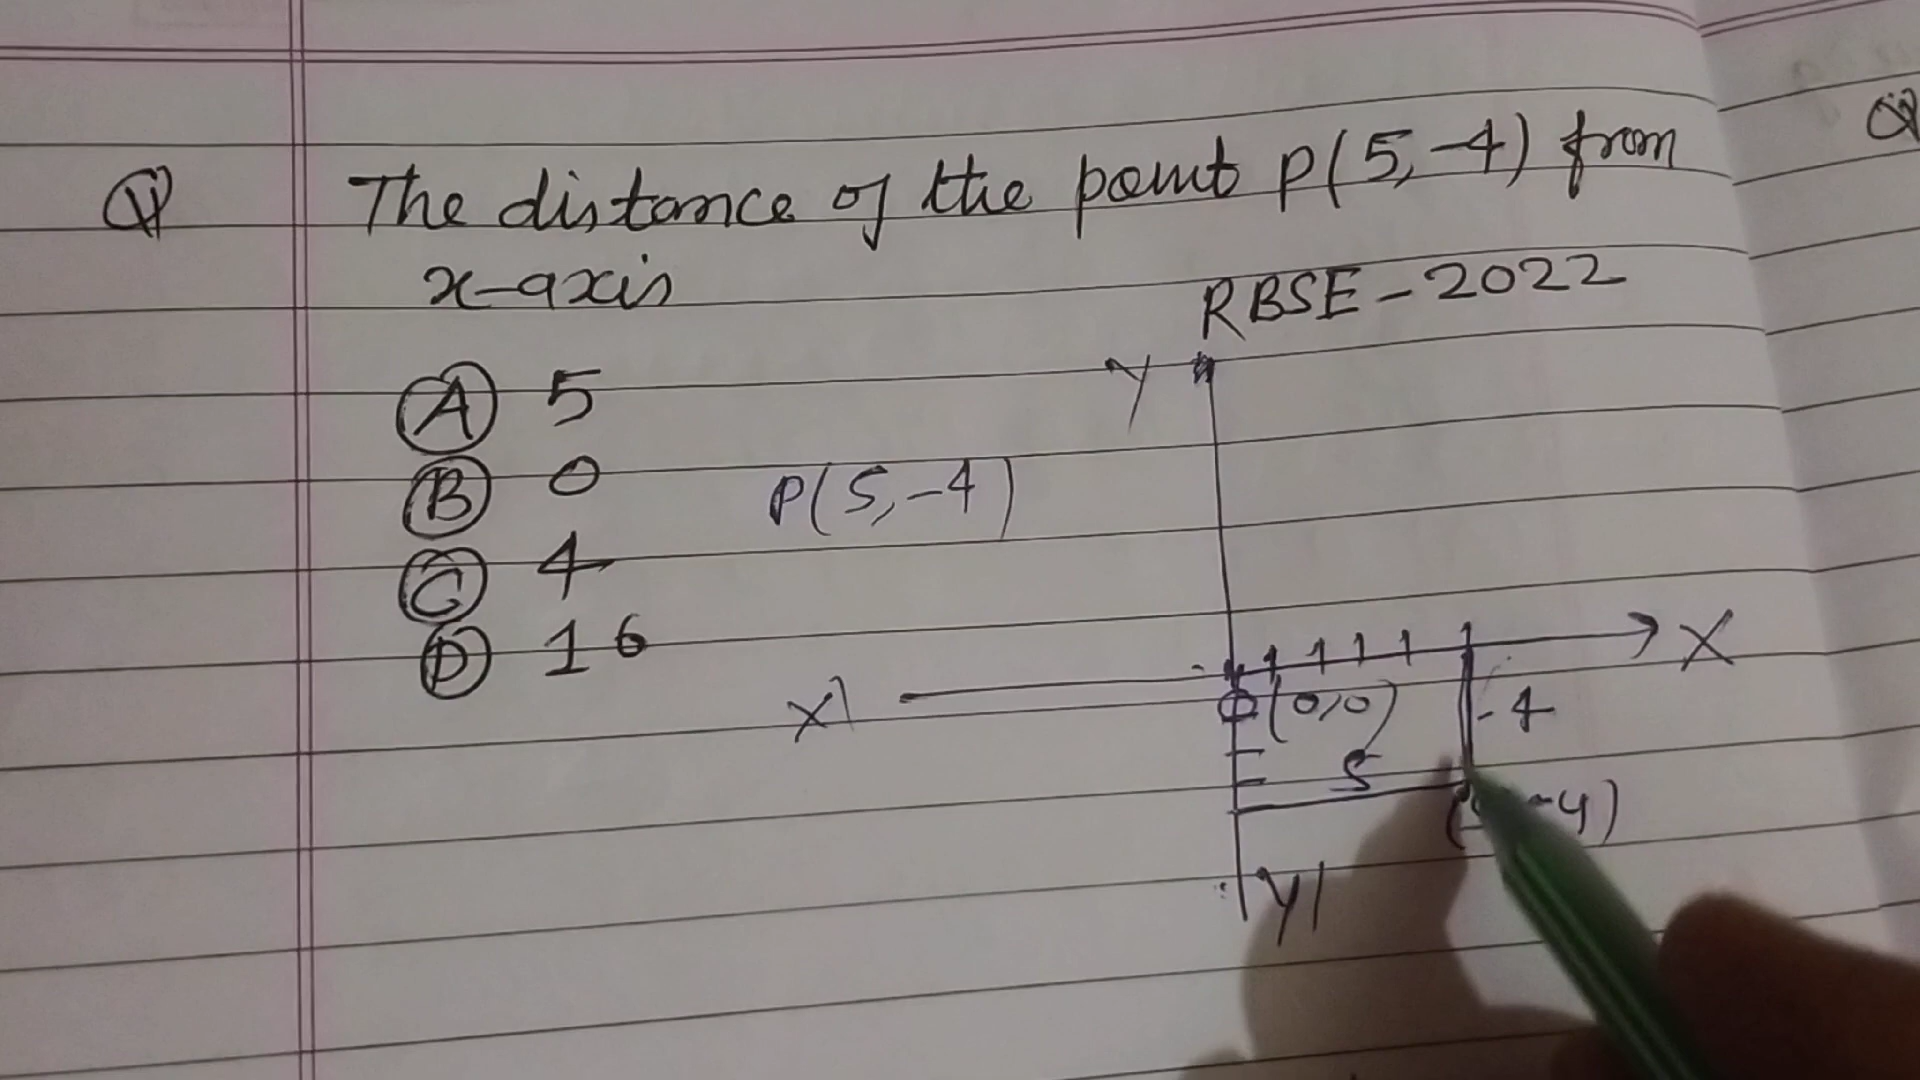 Q The distance of the point P(5,-4) from
x-axis
RBSE-2022
A 5
B 0
C 4
D 16
P(5,-4)
Y
X
X'
O(0,0)
-4
5
-4)
Y'
Q